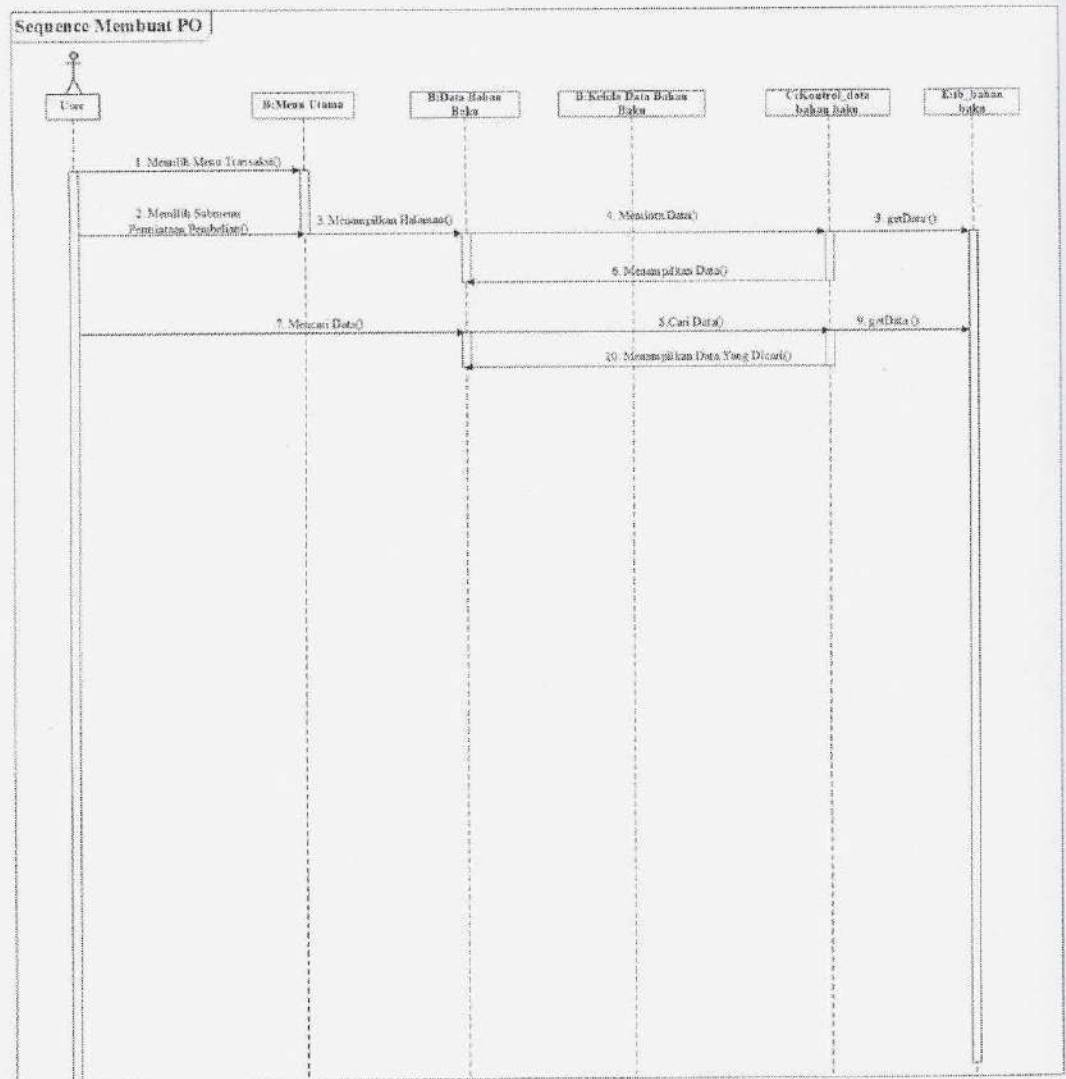 Sequence Membuat PO
User
B:Menu Utama
B:Data Bahan
Baku
B:Kelola Data Bahan
Baku
C:Kontrol_data
bahan baku
E:tb_bahan
baku
1. Memilih Menu Transaksi()
2. Memilih Submenu
Permintaan Pembelian()
3. Menampilkan Halaman()
4. Data()
5. getData ()
6. Menampilkan Data()
7. Mencari Data()
8.Cari Data()
9. getData ()
10. Menampilkan Data Yang Dicari()